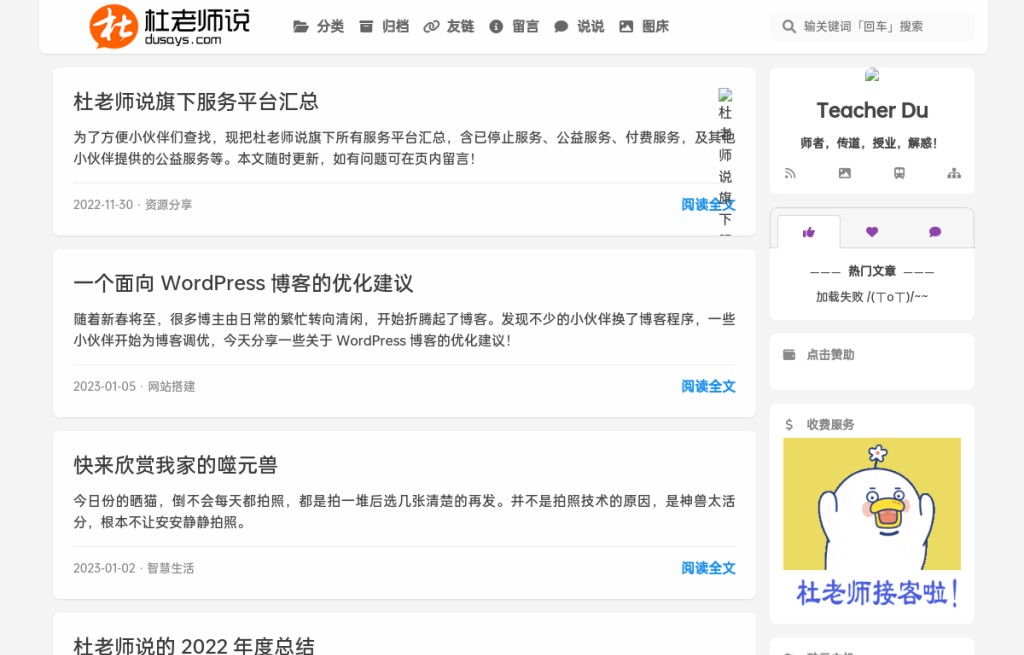 杜老师说
dusays.com
分类 归档 友链 留言 说说 图床
输关键词「回车」搜索
杜老师说旗下服务平台汇总
为了方便小伙伴们查找，现把杜老师说旗下所有服务平台汇总，含已停止服务、公益服务、付费服务，及其他
小伙伴提供的公益服务等。本文随时更新，如有问题可在页内留言！
杜
老
师
说
旗
下
2022-11-30 · 资源分享
阅读全文
一个面向 WordPress 博客的优化建议
随着新春将至，很多博主由日常的繁忙转向清闲，开始折腾起了博客。发现不少的小伙伴换了博客程序，一些
小伙伴开始为博客调优，今天分享一些关于 WordPress 博客的优化建议！
2023-01-05 · 网站搭建
阅读全文
快来欣赏我家的噬元兽
今日份的晒猫，倒不会每天都拍照，都是拍一堆后选几张清楚的再发。并不是拍照技术的原因，是神兽太活
分，根本不让安安静静拍照。
2023-01-02 · 智慧生活
阅读全文
杜老师说的 2022 年度总结
Teacher Du
师者，传道，授业，解惑！
——— 热门文章 ———
加载失败 /(ㄒoㄒ)/~~
点击赞助
收费服务
杜老师接客啦！